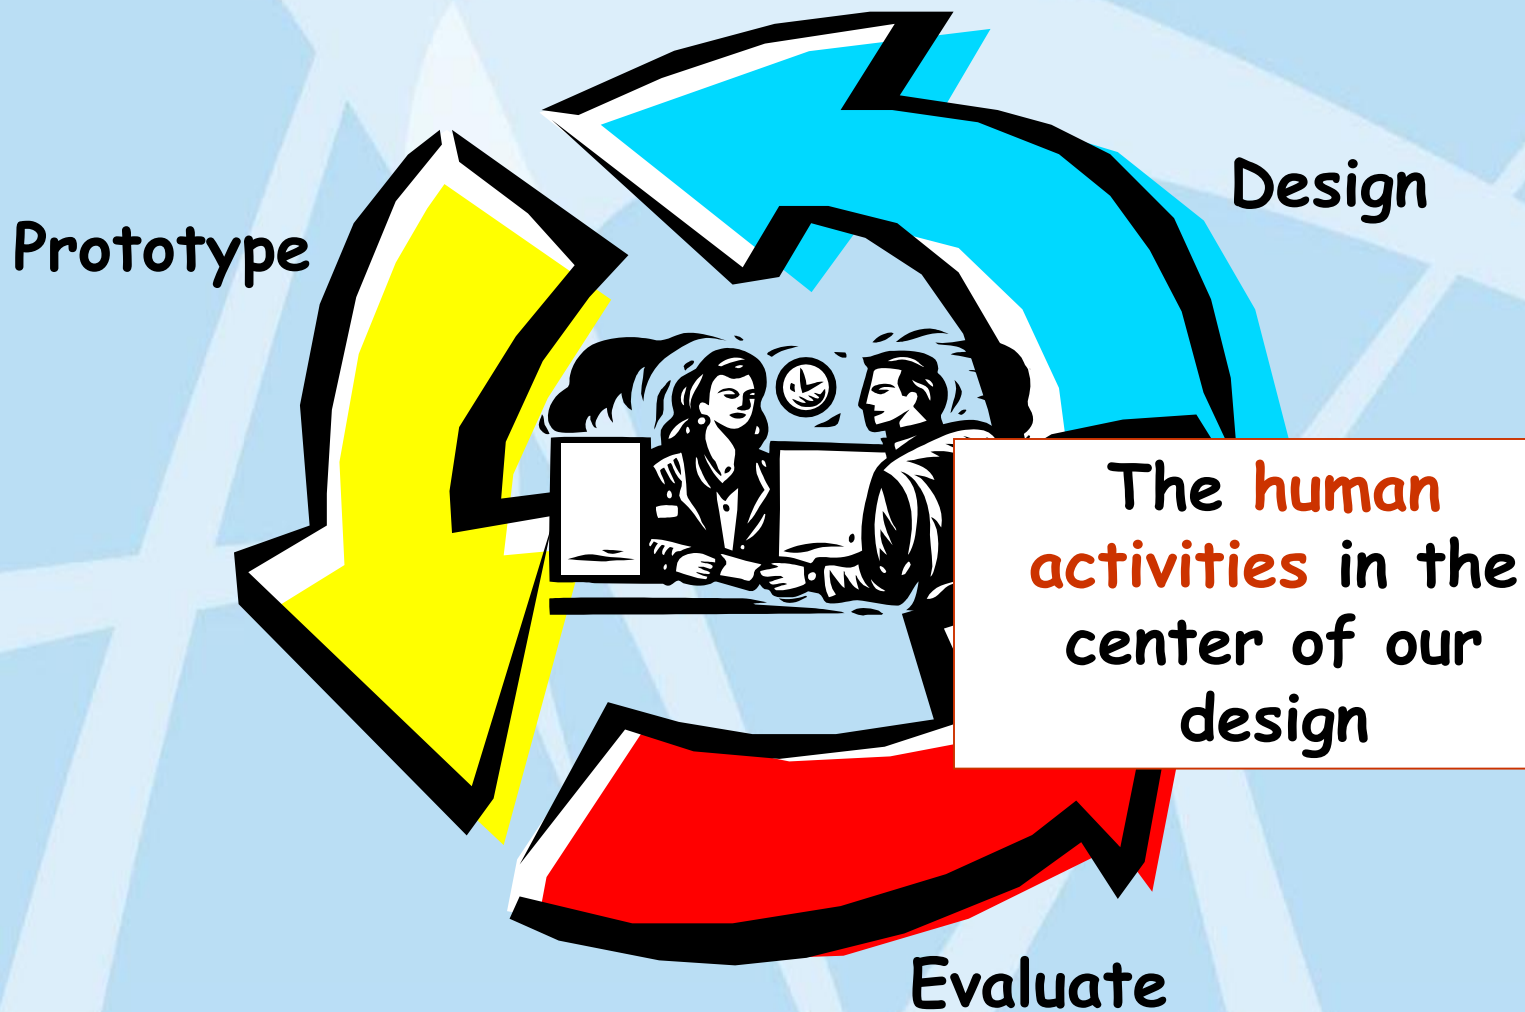 Design
Prototype
The human
activities in the
center of our
design
Evaluate